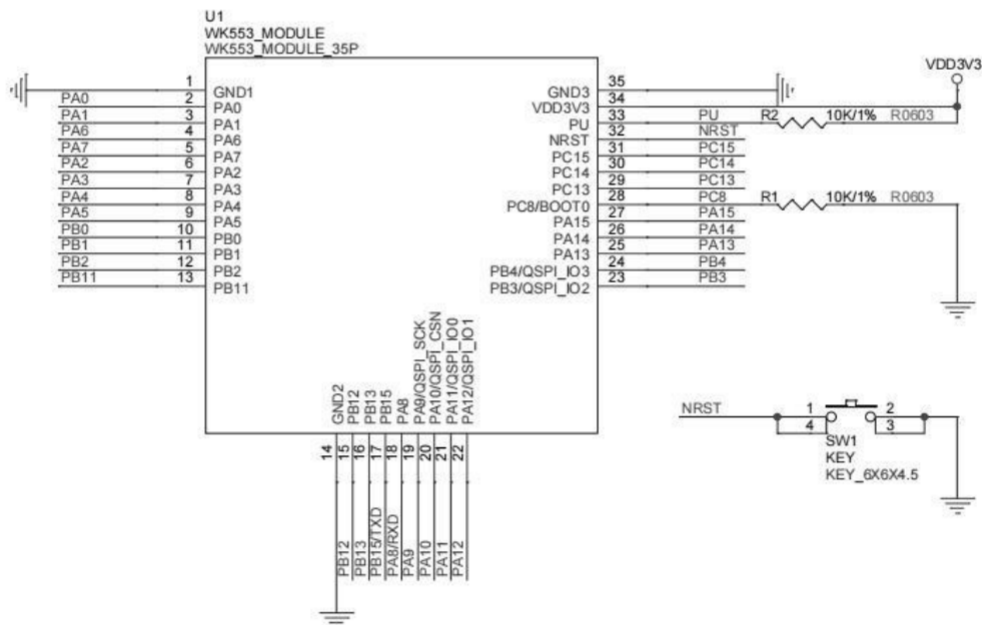 U1
WK553_MODULE
WK553_MODULE_35P
VDD3V3
1 GND1
PA0 2 PA0
PA1 3 PA1
PA6 4 PA6
PA7 5 PA7
PA2 6 PA2
PA3 7 PA3
PA4 8 PA4
PA5 9 PA5
PB0 10 PB0
PB1 11 PB1
PB2 12 PB2
PB11 13 PB11
GND3 35
VDD3V3 34
PU 33 PU R2 10K/1% R0603
NRST 32 NRST
PC15 31 PC15
PC14 30 PC14
PC13 29 PC13
PC8/BOOT0 28 PC8 R1 10K/1% R0603
PA15 27 PA15
PA14 26 PA14
PA13 25 PA13
PB4/QSPI_IO3 24 PB4
PB3/QSPI_IO2 23 PB3
GND2 14
PB12 15 PB12
PB13 16 PB13
PB15 17 PB15/TXD
PA8 18 PA8/RXD
PA9/QSPI_SCK 19 PA9
PA10/QSPI_CSN 20 PA10
PA11/QSPI_IO0 21 PA11
PA12/QSPI_IO1 22 PA12
NRST 1 2
4 3
SW1
KEY
KEY_6X6X4.5